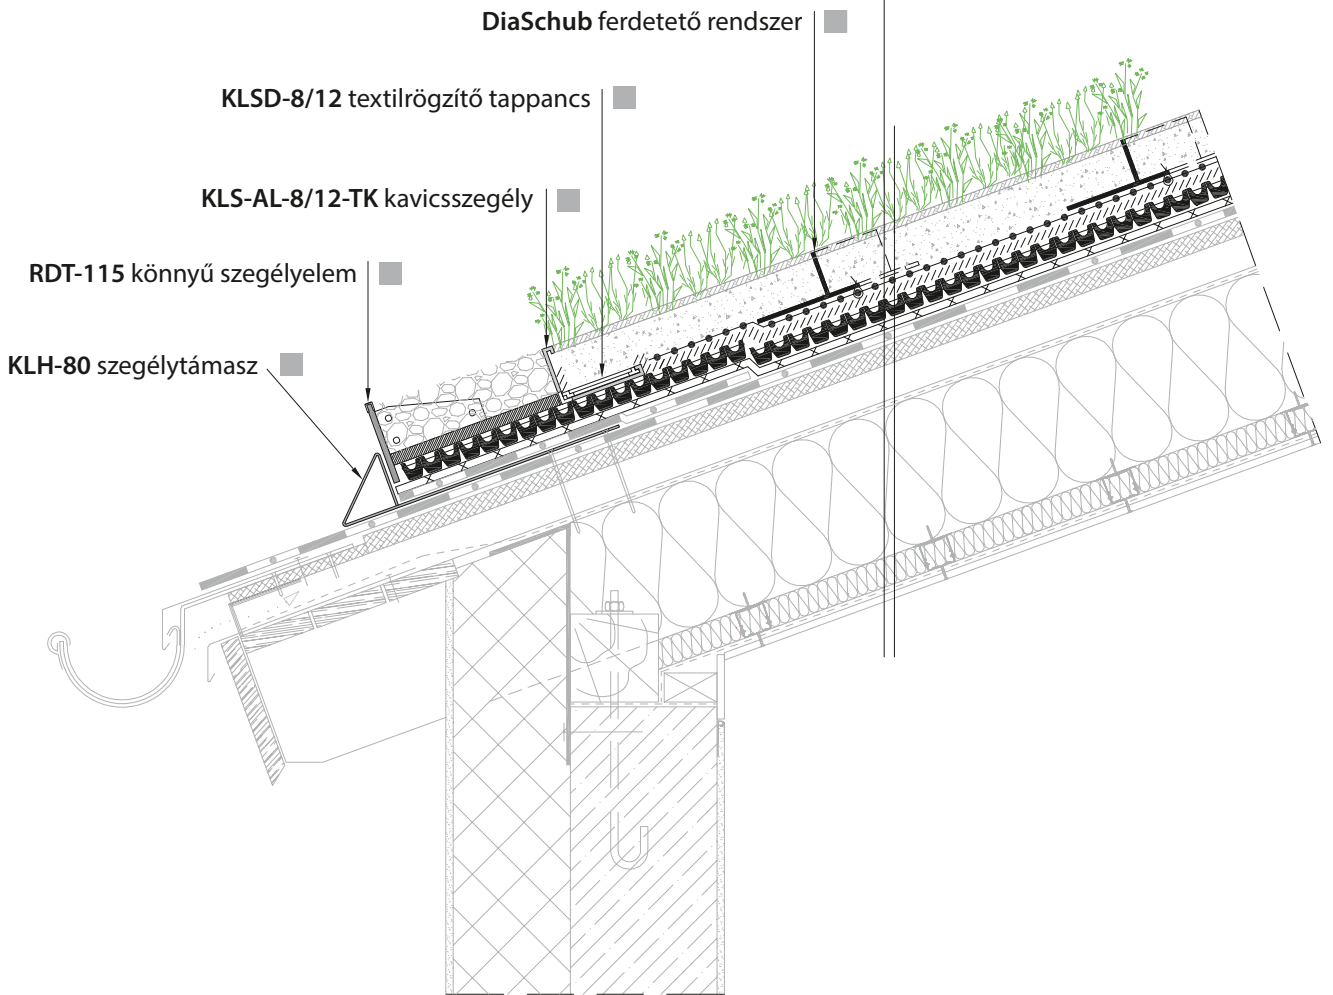 DiaSchub ferdetető rendszer
KLSD-8/12 textilrögzítő tappancs
KLS-AL-8/12-TK kavicsszegély
RDT-115 könnyű szegélyelem
KLH-80 szegélytámasz